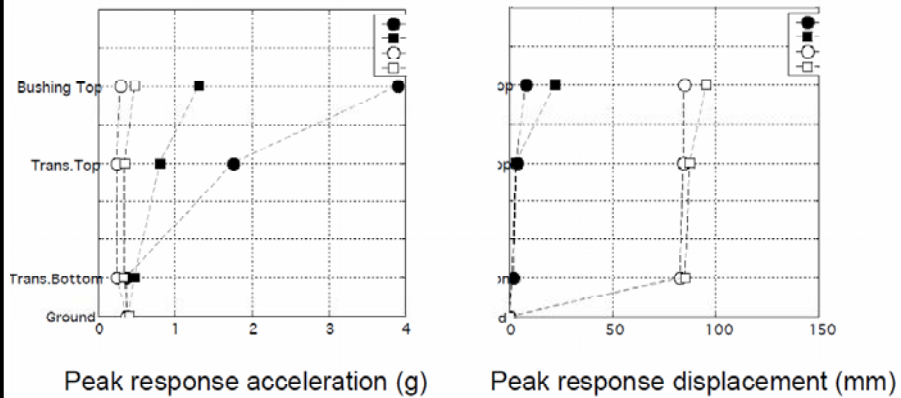 Bushing Top
Trans.Top
Trans.Bottom
Ground
0 1 2 3 4
Peak response acceleration (g)
op
op
on
d
0 50 100 150
Peak response displacement (mm)